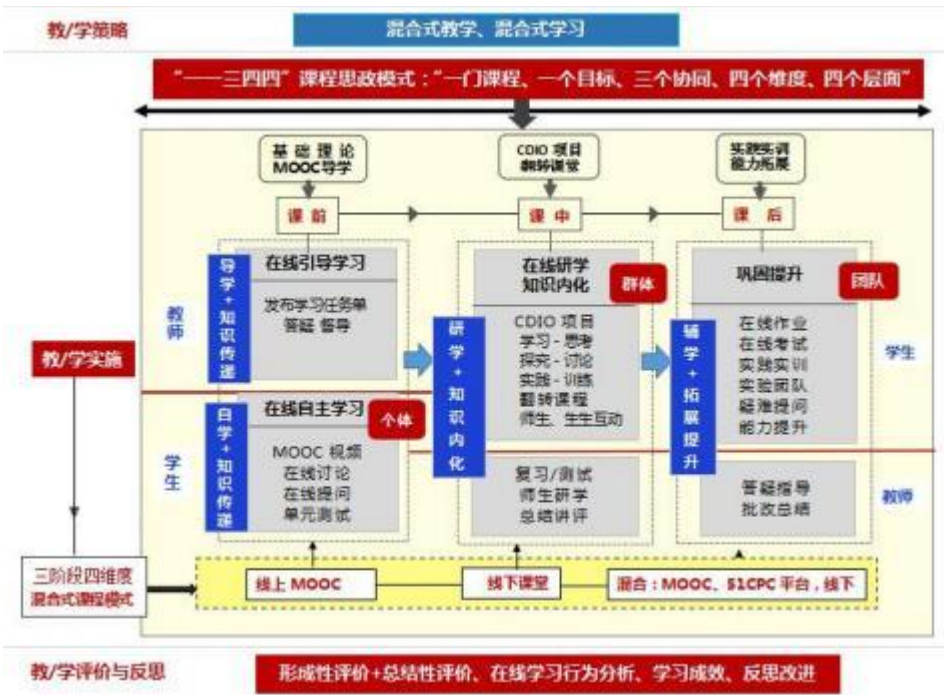 教/学策略
混合式教学、混合式学习
“一一三四四”课程思政模式：“一门课程、一个目标、三个协同、四个维度、四个层面”
基础理论
MOOC导学
CDIO 项目
翻转课堂
实践实训
能力拓展
课 前
课 中
课 后
教师
导学+知识传递
在线引导学习
发布学习任务单
答疑 督导
研学+知识内化
在线研学
知识内化
群体
CDIO 项目
学习 - 思考
探究 - 讨论
实践 - 训练
翻转课程
师生、生生互动
辅学+拓展提升
巩固提升
团队
在线作业
在线考试
实践实训
实验团队
疑难提问
能力提升
学生
教/学实施
学生
自学+知识传递
在线自主学习
个体
MOOC 视频
在线讨论
在线提问
单元测试
复习/测试
师生研学
总结讲评
答疑指导
批改总结
教师
三阶段四维度
混合式课程模式
线上 MOOC
线下课堂
混合：MOOC、51CPC 平台，线下
教/学评价与反思
形成性评价+总结性评价、在线学习行为分析、学习成效、反思改进